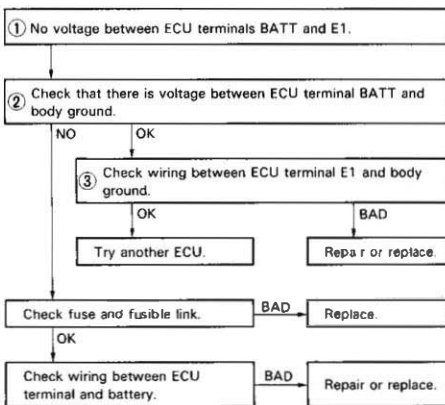 ① No voltage between ECU terminals BATT and E1.
② Check that there is voltage between ECU terminal BATT and
body ground.
NO OK
③ Check wiring between ECU terminal E1 and body
ground.
OK BAD
Try another ECU. Repair or replace.
Check fuse and fusible link. BAD Replace.
OK
Check wiring between ECU
terminal and battery. BAD Repair or replace.